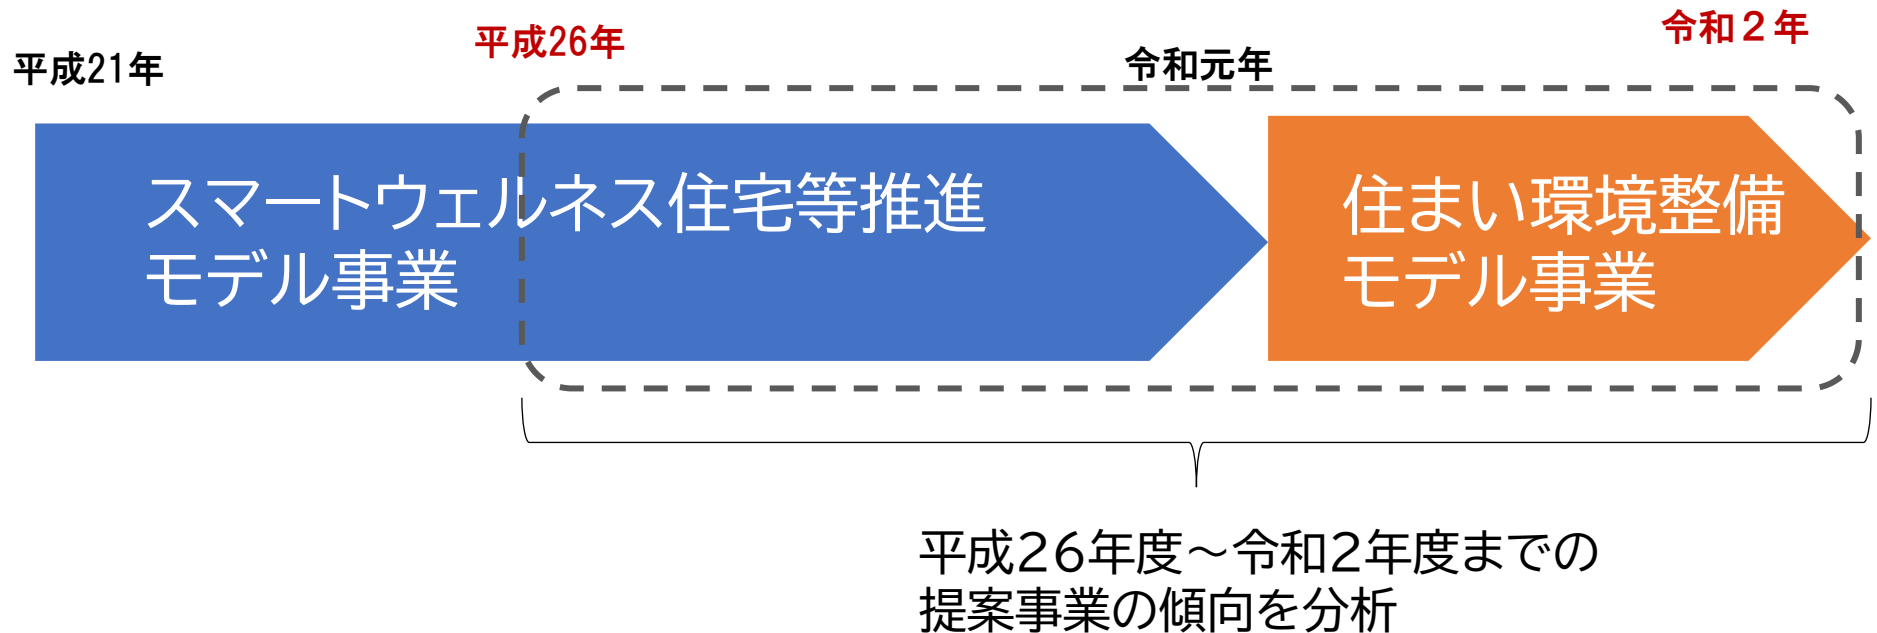 平成21年
平成26年
令和元年
令和２年
スマートウェルネス住宅等推進
モデル事業
住まい環境整備
モデル事業
平成26年度～令和2年度までの
提案事業の傾向を分析